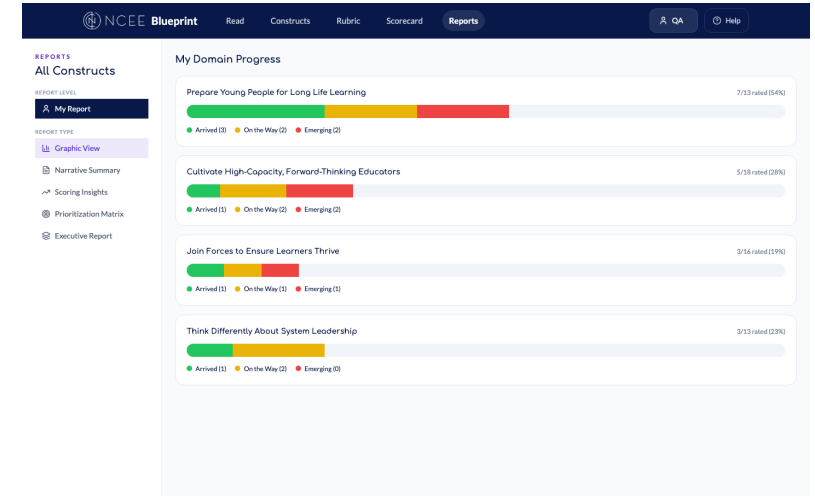 NCEE Blueprint
Read
Constructs
Rubric
Scorecard
Reports
QA
Help
REPORTS
All Constructs
REPORT LEVEL
My Report
REPORT TYPE
Graphic View
Narrative Summary
Scoring Insights
Prioritization Matrix
Executive Report
My Domain Progress
Prepare Young People for Long Life Learning
7/13 rated (54%)
Arrived (3) On the Way (2) Emerging (2)
Cultivate High-Capacity, Forward-Thinking Educators
5/18 rated (28%)
Arrived (1) On the Way (2) Emerging (2)
Join Forces to Ensure Learners Thrive
3/16 rated (19%)
Arrived (1) On the Way (1) Emerging (1)
Think Differently About System Leadership
3/13 rated (23%)
Arrived (1) On the Way (2) Emerging (0)